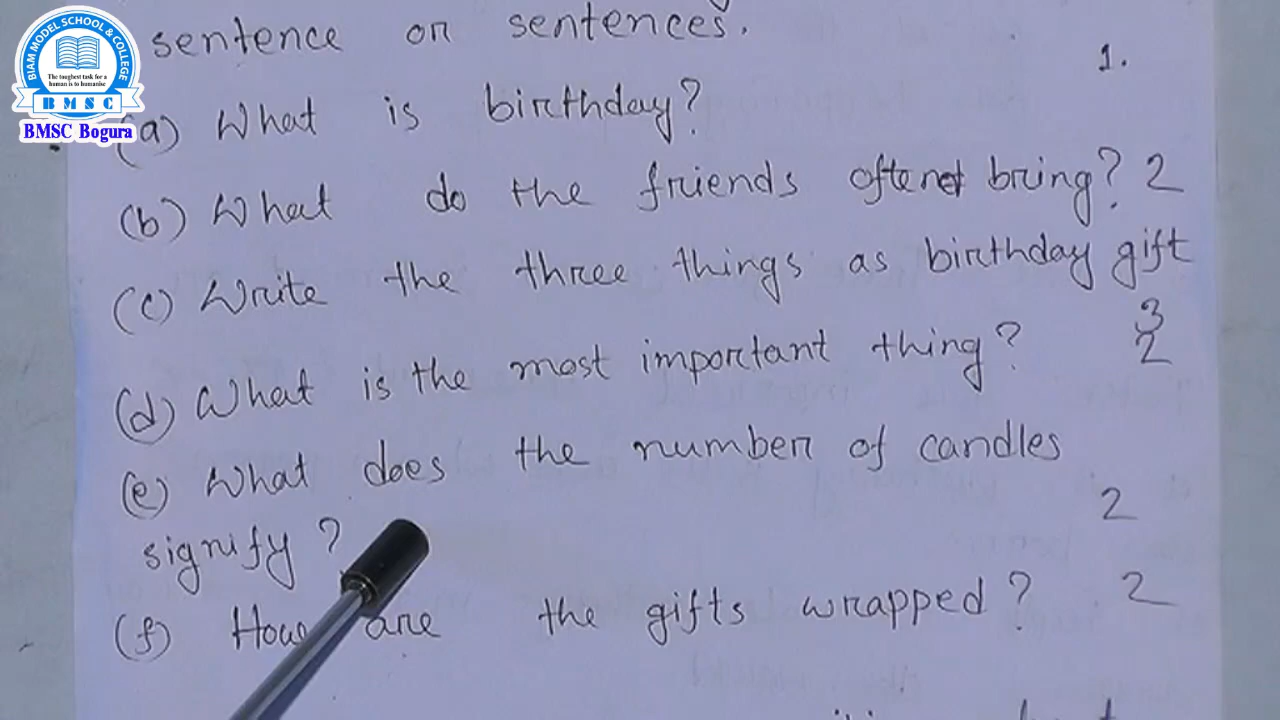 sentence or sentences.
BIAM MODEL SCHOOL & COLLEGE
The toughest task for a
human is to humanise
BMSC
BMSC Bogura
1.
(a) What is birthday?
(b) What do the friends often bring? 2
(c) Write the three things as birthday gift
3
(d) What is the most important thing? 2
(e) What does the number of candles
signify? 2
(f) How are the gifts wrapped? 2